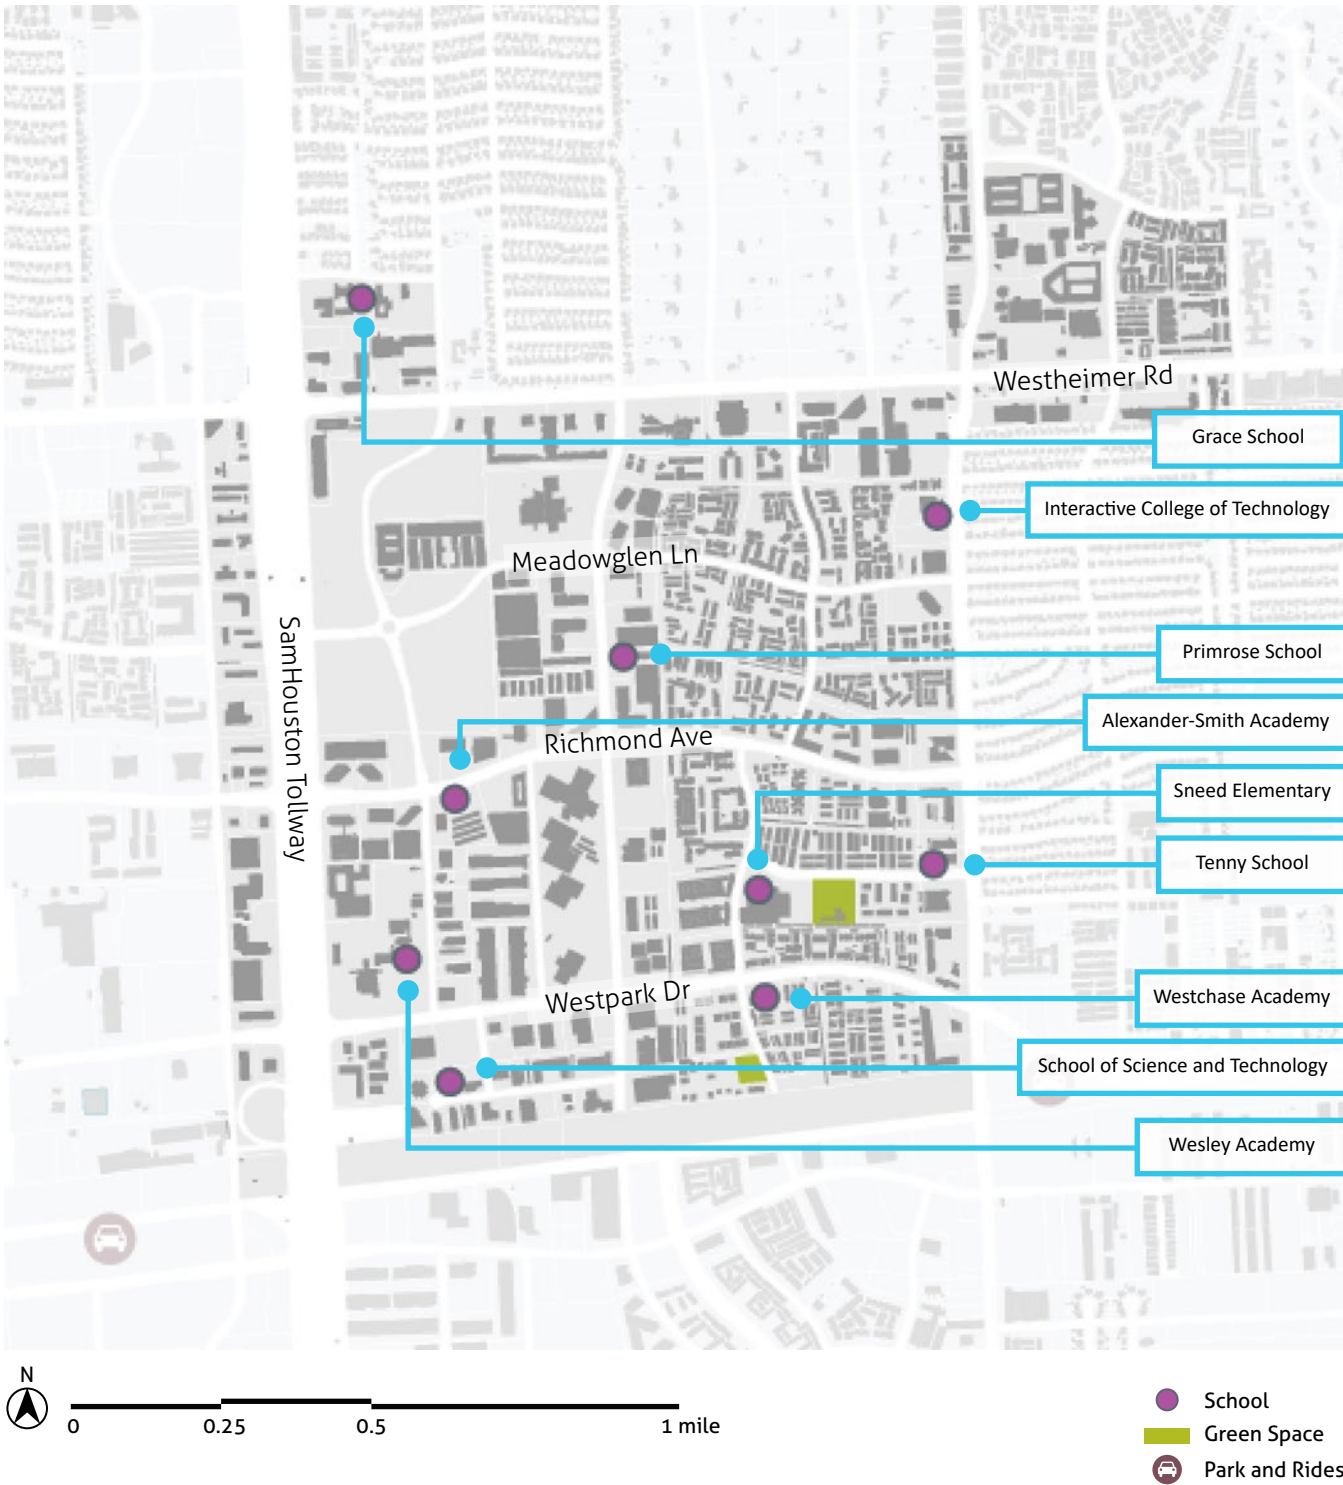 Westheimer Rd
Grace School
Interactive College of Technology
Meadowglen Ln
SamHouston Tollway
Primrose School
Alexander-Smith Academy
Richmond Ave
Sneed Elementary
Tenny School
Westpark Dr
Westchase Academy
School of Science and Technology
Wesley Academy
N
0 0.25 0.5 1 mile
School
Green Space
Park and Rides